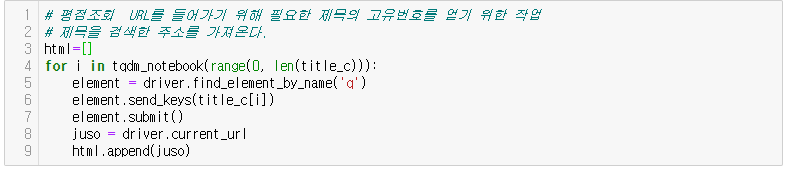 1 # 평점조회 URL를 들어가기 위해 필요한 제목의 고유번호를 얻기 위한 작업
2 # 제목을 검색한 주소를 가져온다.
3 html=[]
4 for i in tqdm_notebook(range(0, len(title_c))):
5     element = driver.find_element_by_name('q')
6     element.send_keys(title_c[i])
7     element.submit()
8     juso = driver.current_url
9     html.append(juso)